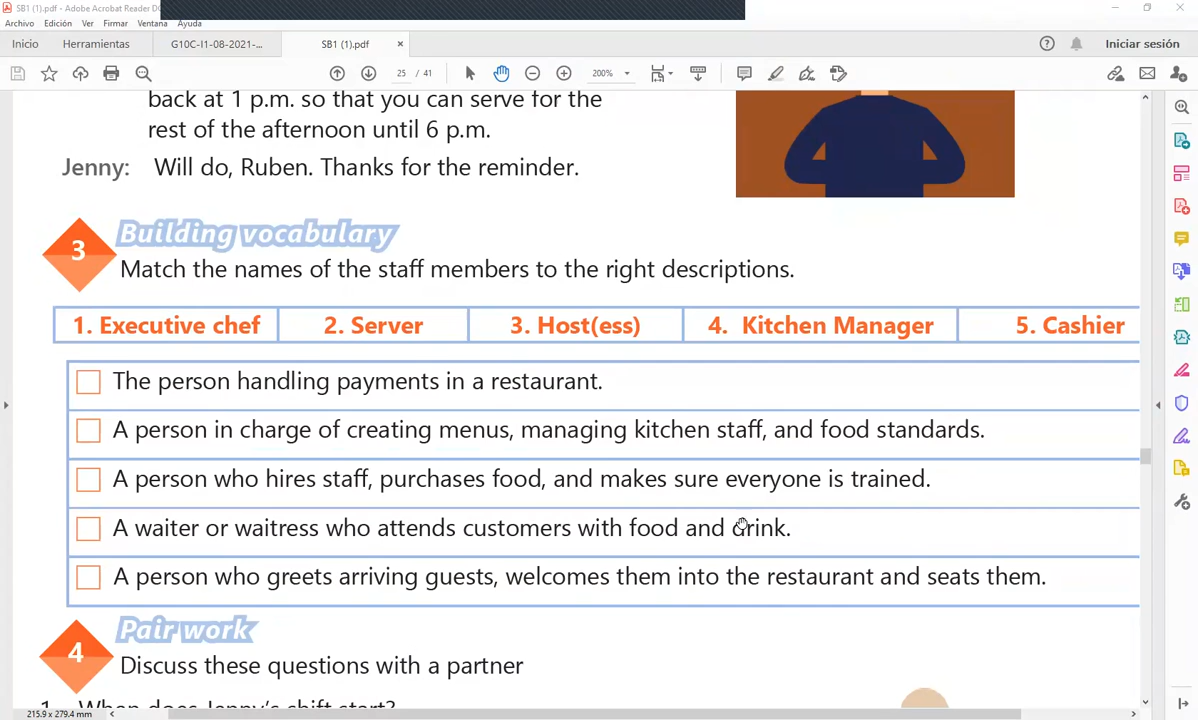 SB1 (1).pdf - Adobe Acrobat Reader DC
Archivo Edición Ver Firmar Ventana Ayuda
Inicio Herramientas G10C-I1-08-2021-... SB1 (1).pdf × Iniciar sesión
25 / 41 200%
back at 1 p.m. so that you can serve for the
rest of the afternoon until 6 p.m.
Jenny: Will do, Ruben. Thanks for the reminder.
3 Building vocabulary
Match the names of the staff members to the right descriptions.
1. Executive chef 2. Server 3. Host(ess) 4. Kitchen Manager 5. Cashier
The person handling payments in a restaurant.
A person in charge of creating menus, managing kitchen staff, and food standards.
A person who hires staff, purchases food, and makes sure everyone is trained.
A waiter or waitress who attends customers with food and drink.
A person who greets arriving guests, welcomes them into the restaurant and seats them.
4 Pair work
Discuss these questions with a partner
1. When does Jenny's shift start?
215.9 x 279.4 mm